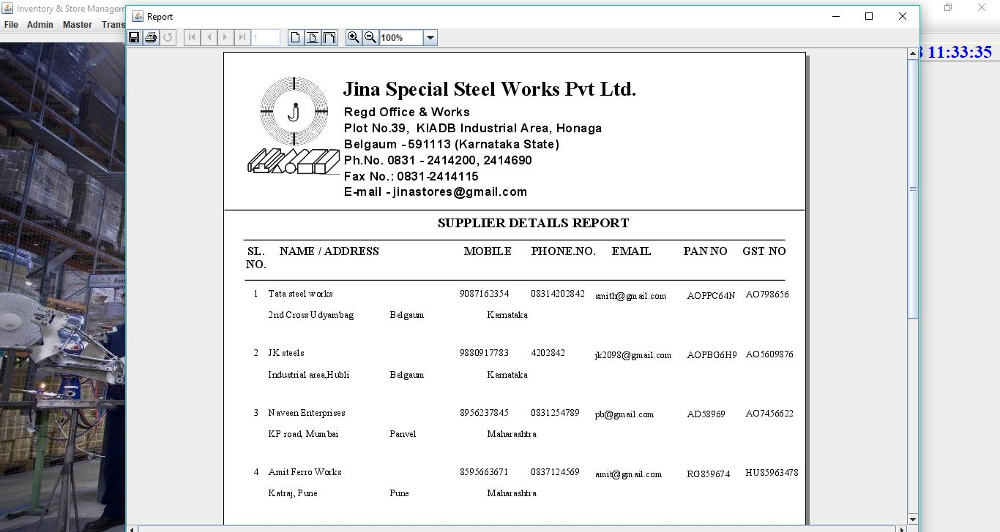 Inventory & Store Managem
File Admin Master Trans
Report
1
100%
11:33:35
J
Jina Special Steel Works Pvt Ltd.
Regd Office & Works
Plot No.39, KIADB Industrial Area, Honaga
Belgaum - 591113 (Karnataka State)
Ph.No. 0831 - 2414200, 2414690
Fax No.: 0831-2414115
E-mail - jinastores@gmail.com
SUPPLIER DETAILS REPORT
SL. NAME / ADDRESS MOBILE PHONE.NO. EMAIL PAN NO GST NO
NO.
1 Tata steel works 9087162354 08314202842 smith@gmail.com AOPPC64N AO798656
2nd Cross Udyambag Belgaum Karnataka
2 JK steels 9880917783 4202842 jk2098@gmail.com AOPBG6H9 AO5609876
Industrial area,Hubli Belgaum Karnataka
3 Naveen Enterprises 8956237845 0831254789 pb@gmail.com AD58969 AO7456622
KP road, Mumbai Panvel Maharashtra
4 Amit Ferro Works 8595663671 0837124569 amit@gmail.com RG859674 HU85963478
Katraj, Pune Pune Maharashtra